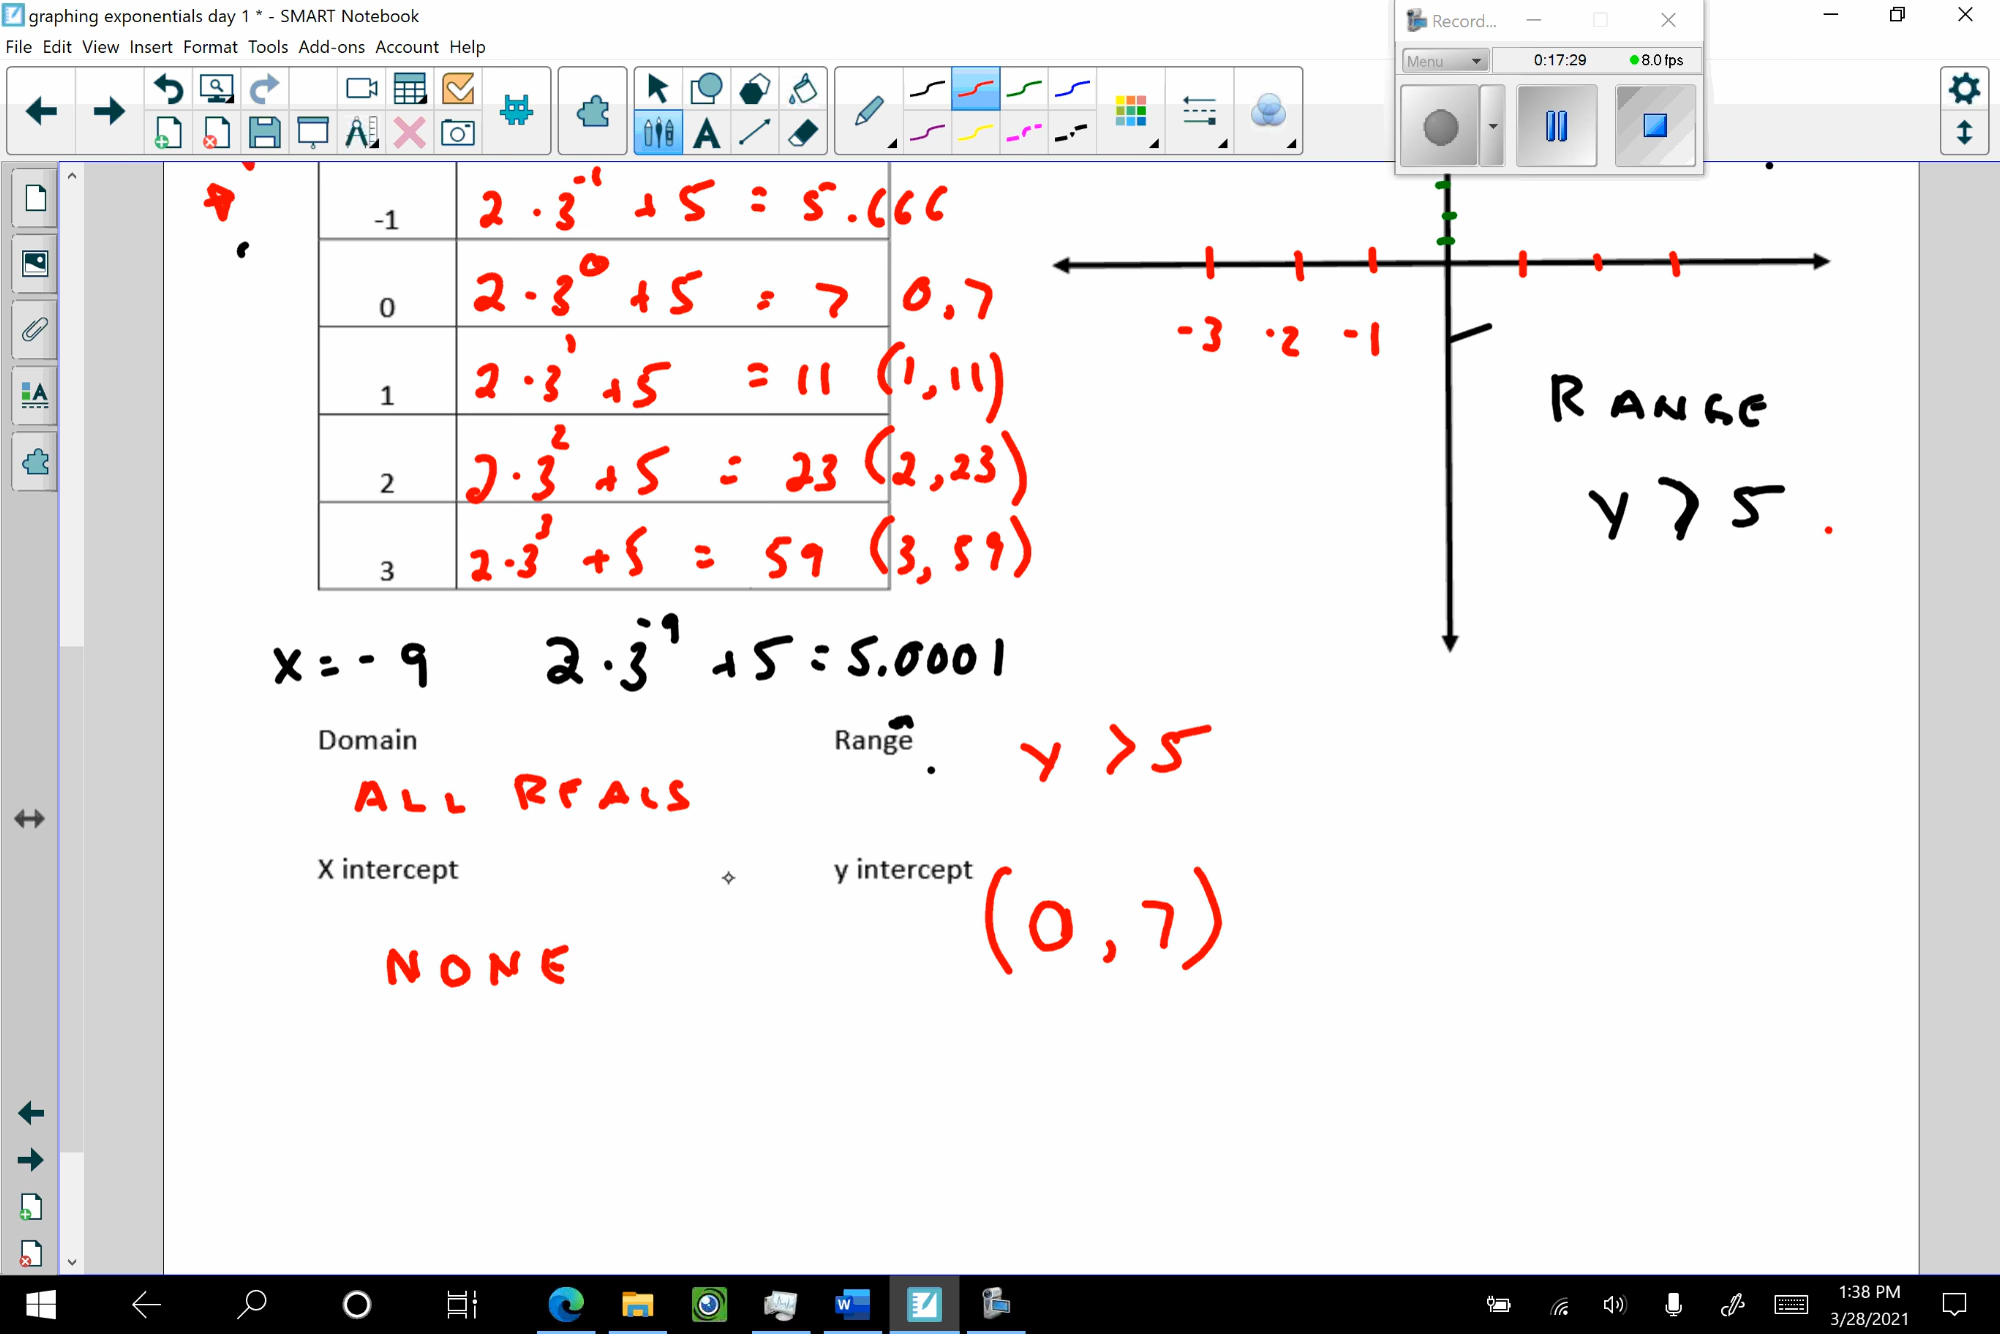 graphing exponentials day 1 * - SMART Notebook
Record...
File Edit View Insert Format Tools Add-ons Account Help
Menu
0:17:29
8.0 fps
-1 2 · 3^-1 + 5 = 5.666
0 2 · 3^0 + 5 = 7 0,7
1 2 · 3^1 + 5 = 11 (1,11)
2 2 · 3^2 + 5 = 23 (2,23)
3 2 · 3^3 + 5 = 59 (3,59)
-3 -2 -1
RANGE
y > 5
x = -9 2 · 3^-9 + 5 = 5.0001
Domain Range y > 5
ALL REALS
X intercept y intercept (0,7)
NONE
1:38 PM
3/28/2021